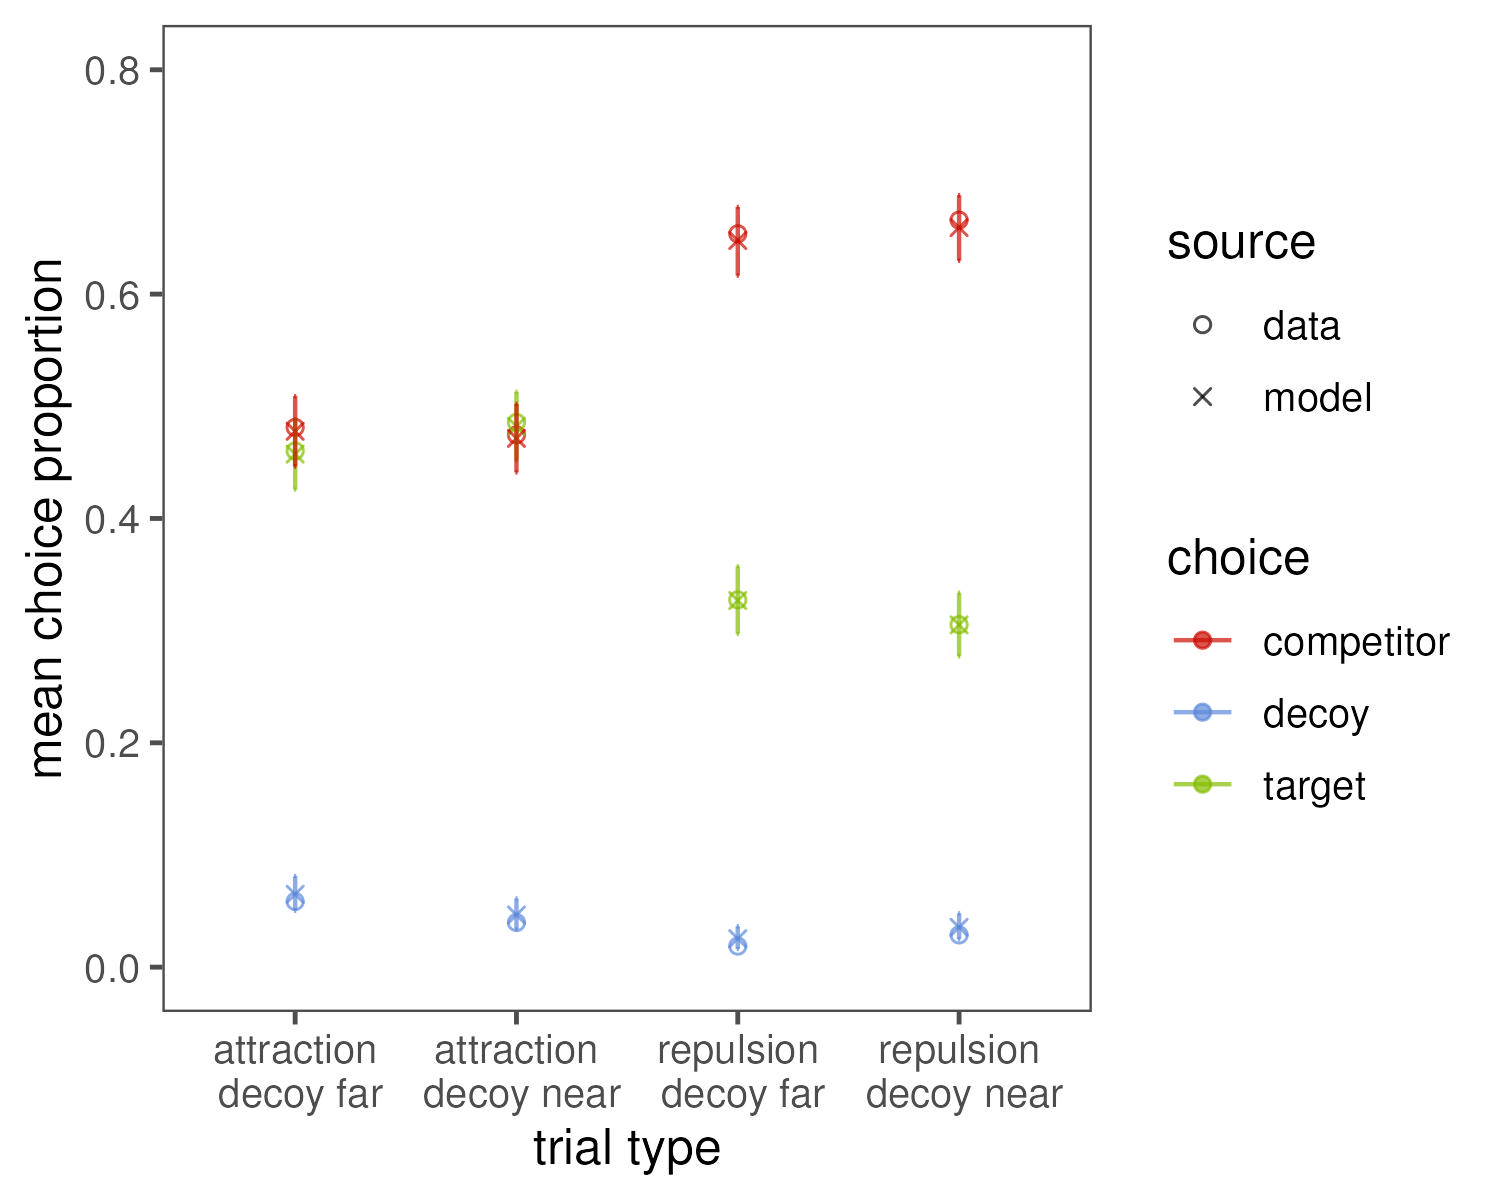 mean choice proportion
0.8
0.6
0.4
0.2
0.0
attraction
decoy far
attraction
decoy near
repulsion
decoy far
repulsion
decoy near
trial type
source
data
model
choice
competitor
decoy
target